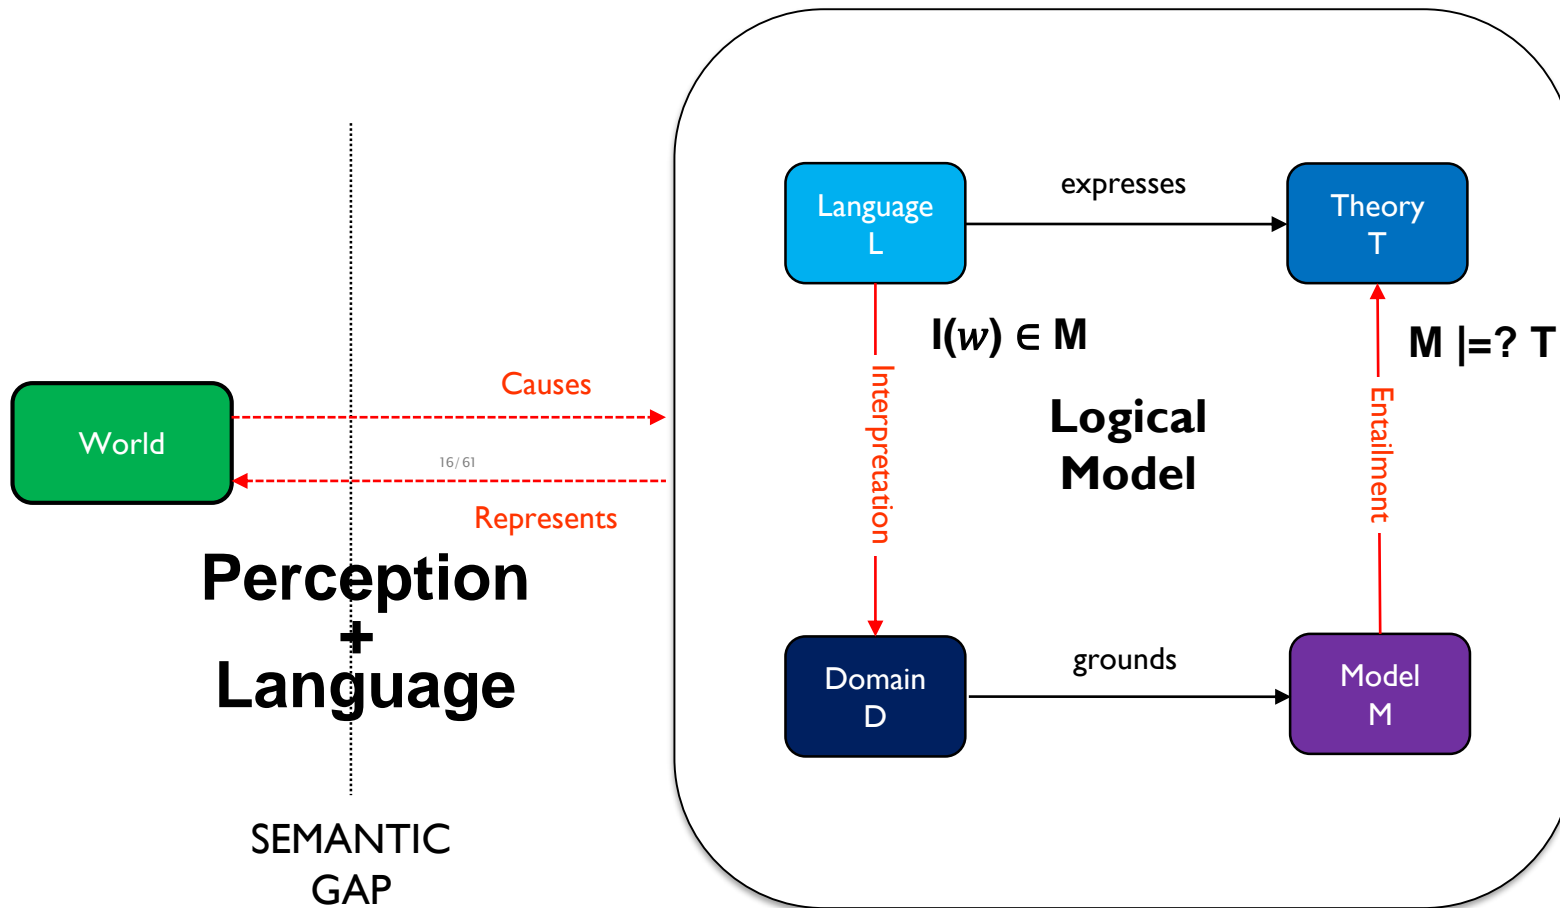 Language
L
expresses
Theory
T
I(w) ∈ M
M |=? T
Interpretation
Entailment
Logical
Model
Causes
World
16/61
Represents
Perception
+
Language
Domain
D
grounds
Model
M
SEMANTIC
GAP